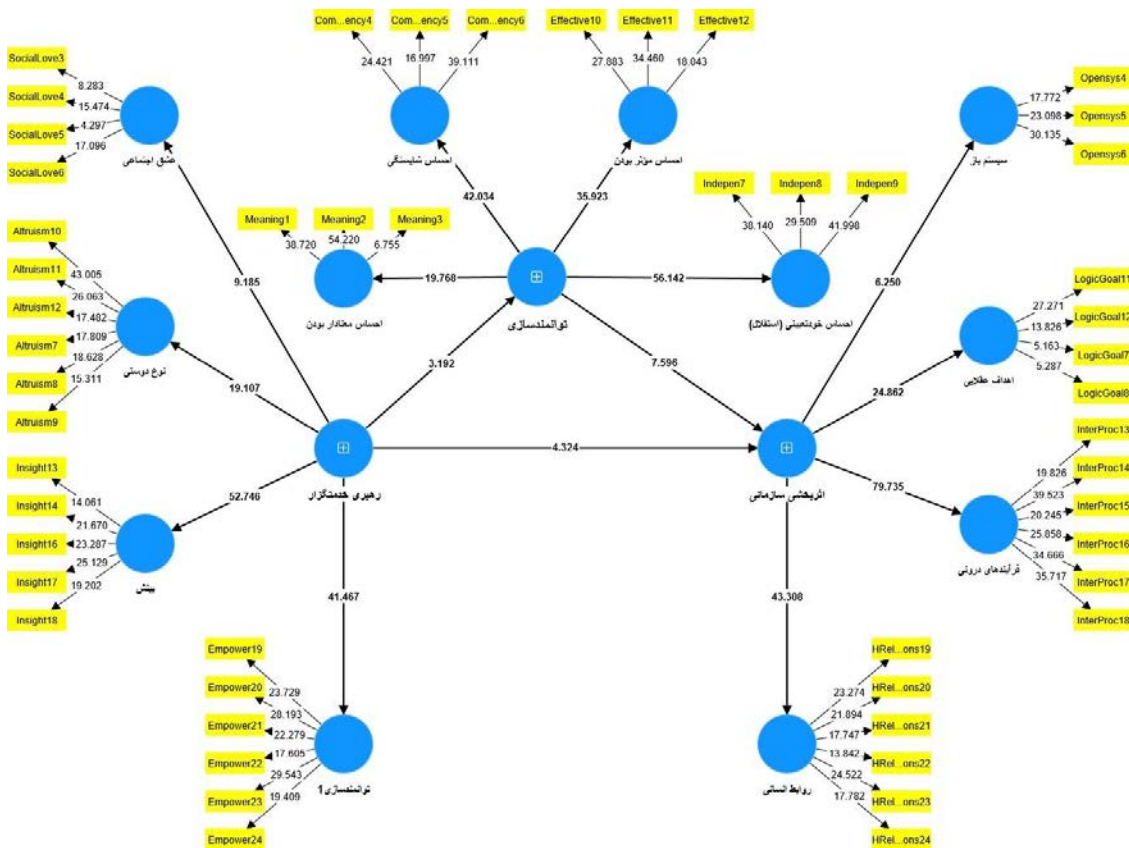 Com...ency4
Com...ency5
Com...ency6
24.421
16.997
39.111
احساس شایستگی
Effective10
Effective11
Effective12
27.883
34.460
18.043
احساس مؤثر بودن
SocialLove3
SocialLove4
SocialLove5
SocialLove6
8.283
15.474
4.297
17.096
عشق اجتماعی
Opensys4
Opensys5
Opensys6
17.772
23.098
30.135
سیستم باز
42.034
35.923
Meaning1
Meaning2
Meaning3
38.720
54.220
6.755
احساس معنادار بودن
Indepen7
Indepen8
Indepen9
38.140
29.509
41.998
احساس خودتعیینی (استقلال)
19.768
56.142
توانمندسازی
9.185
6.250
Altruism10
Altruism11
Altruism12
Altruism7
Altruism8
Altruism9
43.005
26.063
17.482
17.809
18.628
15.311
نوع دوستی
LogicGoal11
LogicGoal12
LogicGoal7
LogicGoal8
27.271
13.826
5.163
5.287
اهداف عقلایی
3.192
7.596
19.107
24.862
4.324
رهبری خدمتگزار
اثربخشی سازمانی
52.746
79.735
Insight13
Insight14
Insight16
Insight17
Insight18
14.061
21.670
23.287
25.129
19.202
بینش
InterProc13
InterProc14
InterProc15
InterProc16
InterProc17
InterProc18
19.826
39.523
20.245
25.858
34.666
35.717
فرآیندهای درونی
41.467
43.308
Empower19
Empower20
Empower21
Empower22
Empower23
Empower24
23.729
28.193
22.279
17.605
29.543
19.409
توانمندسازی1
HRel...ons19
HRel...ons20
HRel...ons21
HRel...ons22
HRel...ons23
HRel...ons24
23.274
21.894
17.747
13.842
24.522
17.782
روابط انسانی